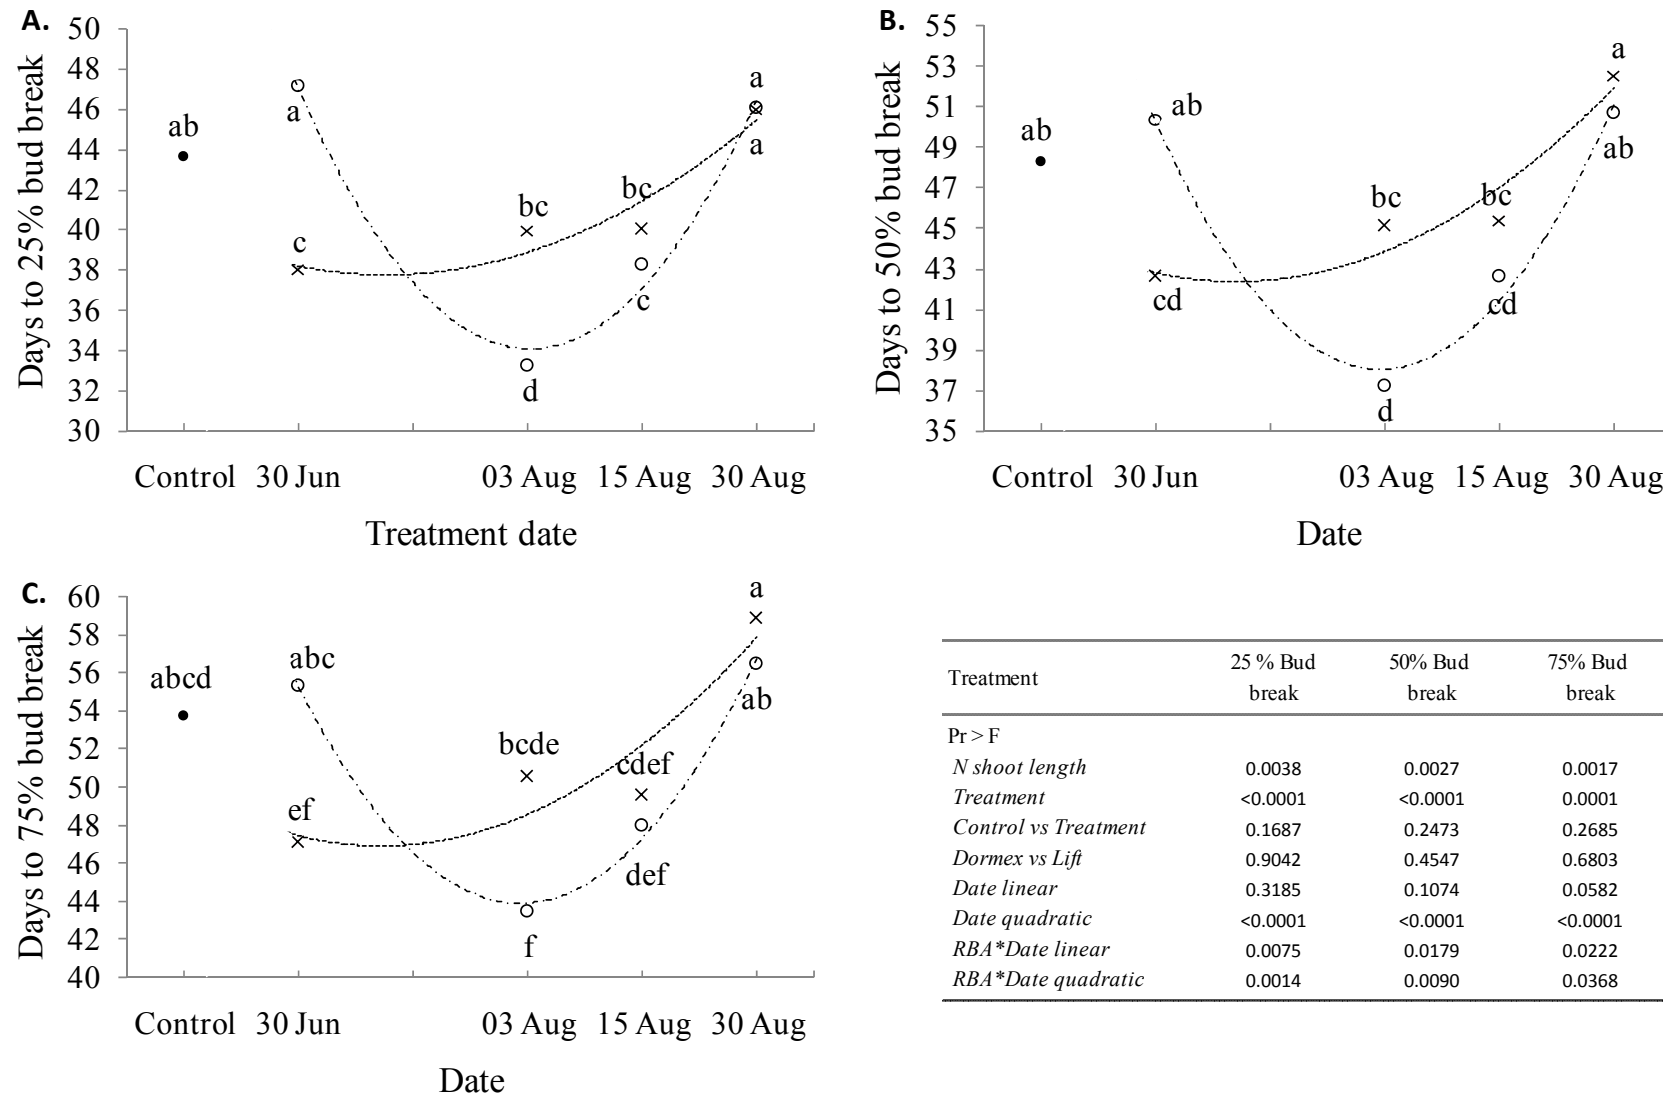 A.
Days to 25% bud break
50
48
46
44
42
40
38
36
34
32
30
ab
a
c
bc
d
bc
c
a
a
Control 30 Jun 03 Aug 15 Aug 30 Aug
Treatment date
B.
Days to 50% bud break
55
53
51
49
47
45
43
41
39
37
35
ab
ab
cd
bc
d
bc
cd
a
ab
Control 30 Jun 03 Aug 15 Aug 30 Aug
Date
C.
Days to 75% bud break
60
58
56
54
52
50
48
46
44
42
40
abcd
abc
ef
bcde
f
cdef
def
a
ab
Control 30 Jun 03 Aug 15 Aug 30 Aug
Date
Treatment 25 % Bud break 50% Bud break 75% Bud break
Pr > F
N shoot length 0.0038 0.0027 0.0017
Treatment <0.0001 <0.0001 0.0001
Control vs Treatment 0.1687 0.2473 0.2685
Dormex vs Lift 0.9042 0.4547 0.6803
Date linear 0.3185 0.1074 0.0582
Date quadratic <0.0001 <0.0001 <0.0001
RBA*Date linear 0.0075 0.0179 0.0222
RBA*Date quadratic 0.0014 0.0090 0.0368